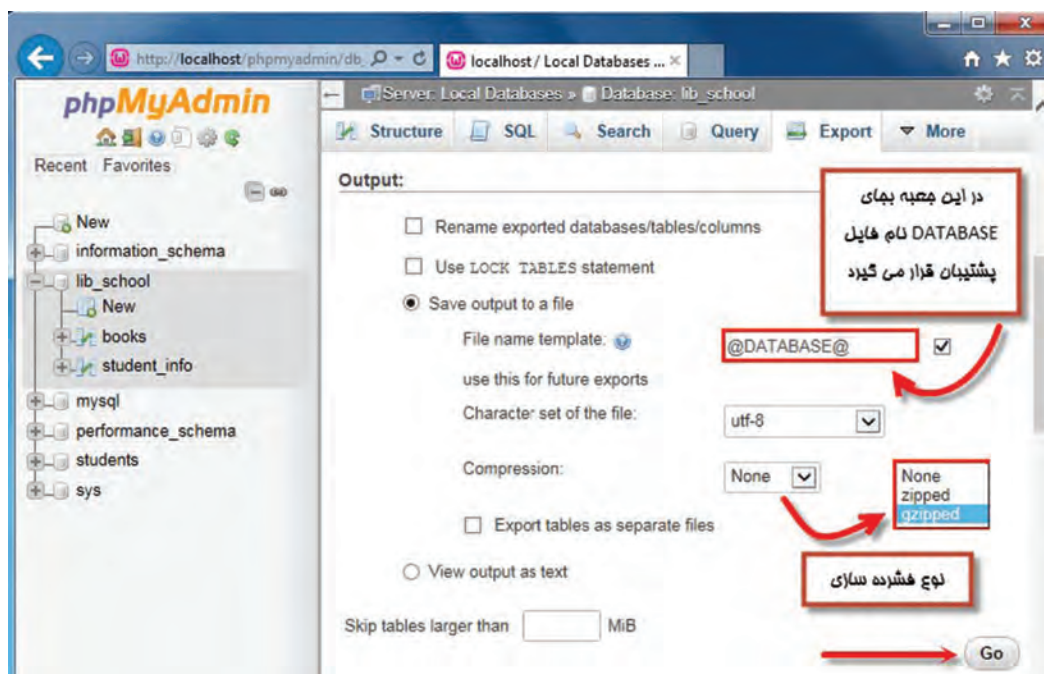 http://localhost/phpmyadmin/db_
localhost / Local Databases ...
phpMyAdmin
Recent Favorites
New
information_schema
lib_school
New
books
student_info
mysql
performance_schema
students
sys
Server: Local Databases » Database: lib_school
Structure SQL Search Query Export More
Output:
Rename exported databases/tables/columns
Use LOCK TABLES statement
Save output to a file
File name template: @DATABASE@
use this for future exports
Character set of the file: utf-8
Compression: None
None
zipped
gzipped
Export tables as separate files
View output as text
Skip tables larger than MiB
Go
در این جعبه بجای
DATABASE نام فایل
پشتیبان قرار می گیرد
نوع فشرده سازی